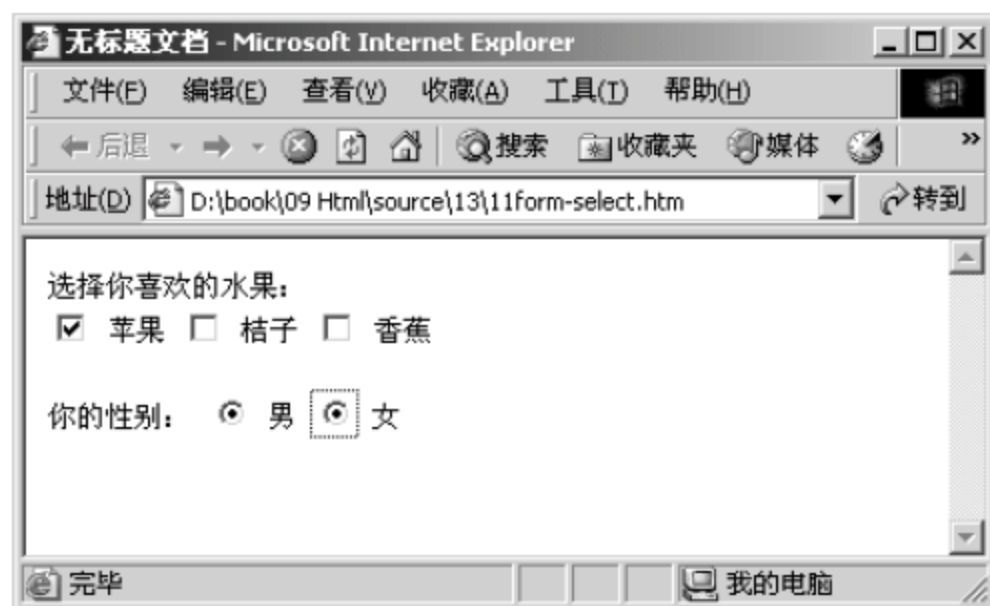 无标题文档 - Microsoft Internet Explorer
文件(F) 编辑(E) 查看(V) 收藏(A) 工具(T) 帮助(H)
后退 搜索 收藏夹 媒体 »
地址(D) D:\book\09 Html\source\13\11form-select.htm 转到
选择你喜欢的水果：
苹果 桔子 香蕉
你的性别： 男 女
完毕 我的电脑